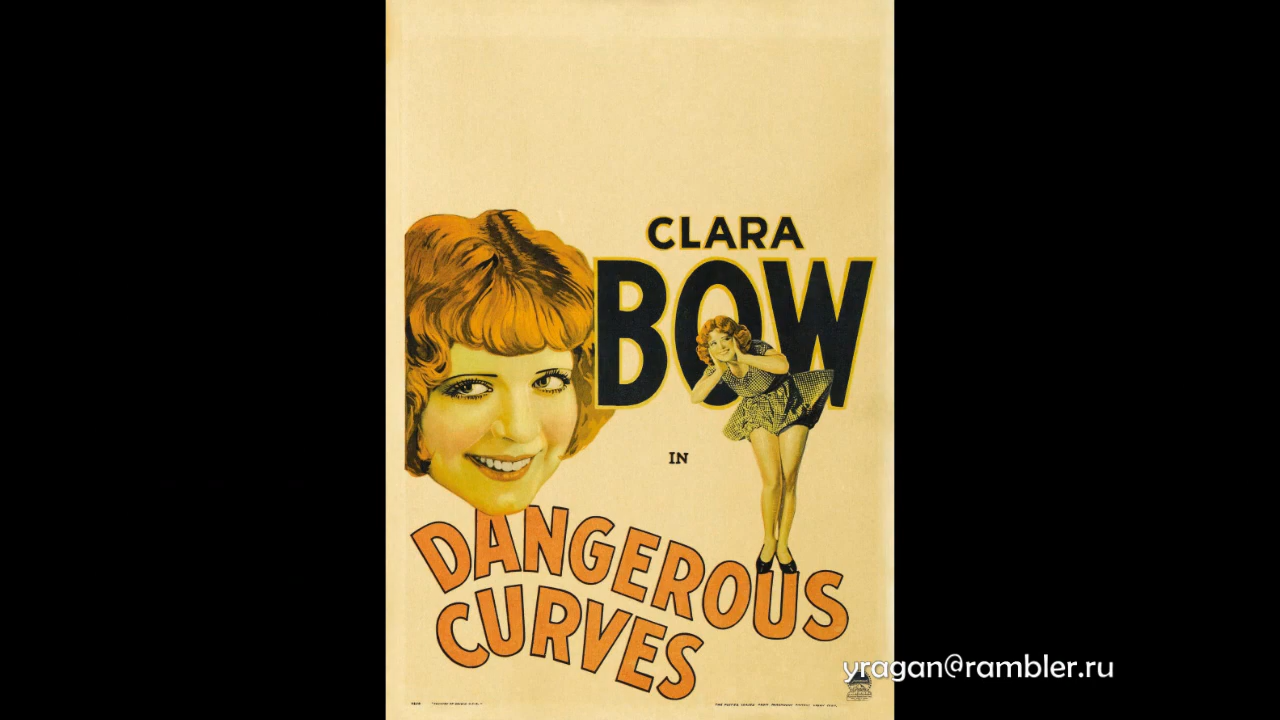 CLARA
BOW
IN
DANGEROUS
CURVES
yragan@rambler.ru